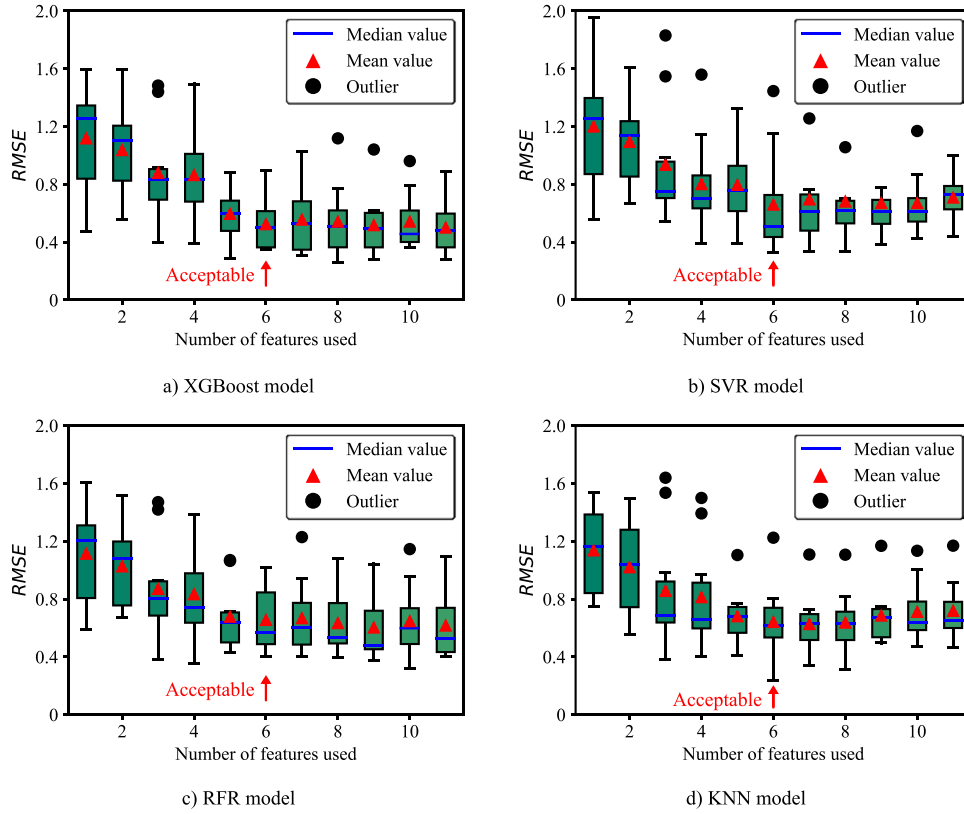 2.0
1.6
1.2
0.8
0.4
0
RMSE
Median value
Mean value
Outlier
Acceptable
2 4 6 8 10
Number of features used
a) XGBoost model
2.0
1.6
1.2
0.8
0.4
0
RMSE
Median value
Mean value
Outlier
Acceptable
2 4 6 8 10
Number of features used
b) SVR model
2.0
1.6
1.2
0.8
0.4
0
RMSE
Median value
Mean value
Outlier
Acceptable
2 4 6 8 10
Number of features used
c) RFR model
2.0
1.6
1.2
0.8
0.4
0
RMSE
Median value
Mean value
Outlier
Acceptable
2 4 6 8 10
Number of features used
d) KNN model